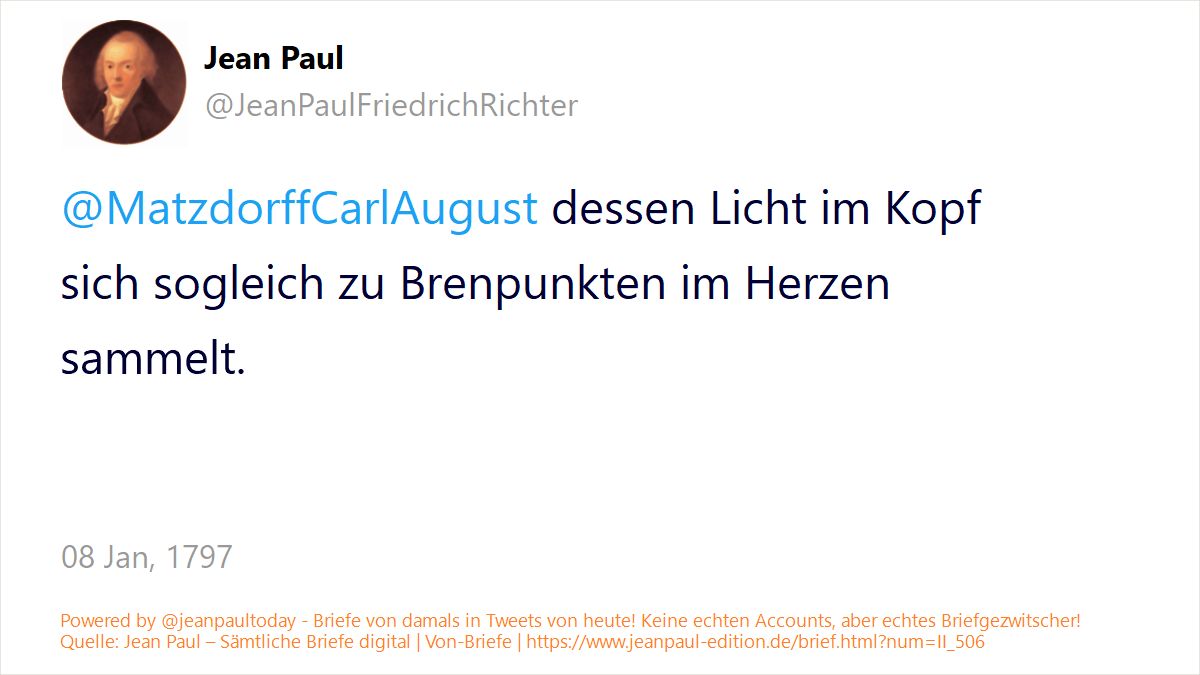 Jean Paul
@JeanPaulFriedrichRichter
@MatzdorffCarlAugust dessen Licht im Kopf
sich sogleich zu Brenpunkten im Herzen
sammelt.
08 Jan, 1797
Powered by @jeanpaultoday - Briefe von damals in Tweets von heute! Keine echten Accounts, aber echtes Briefgezwitscher!
Quelle: Jean Paul – Sämtliche Briefe digital | Von-Briefe | https://www.jeanpaul-edition.de/brief.html?num=II_506